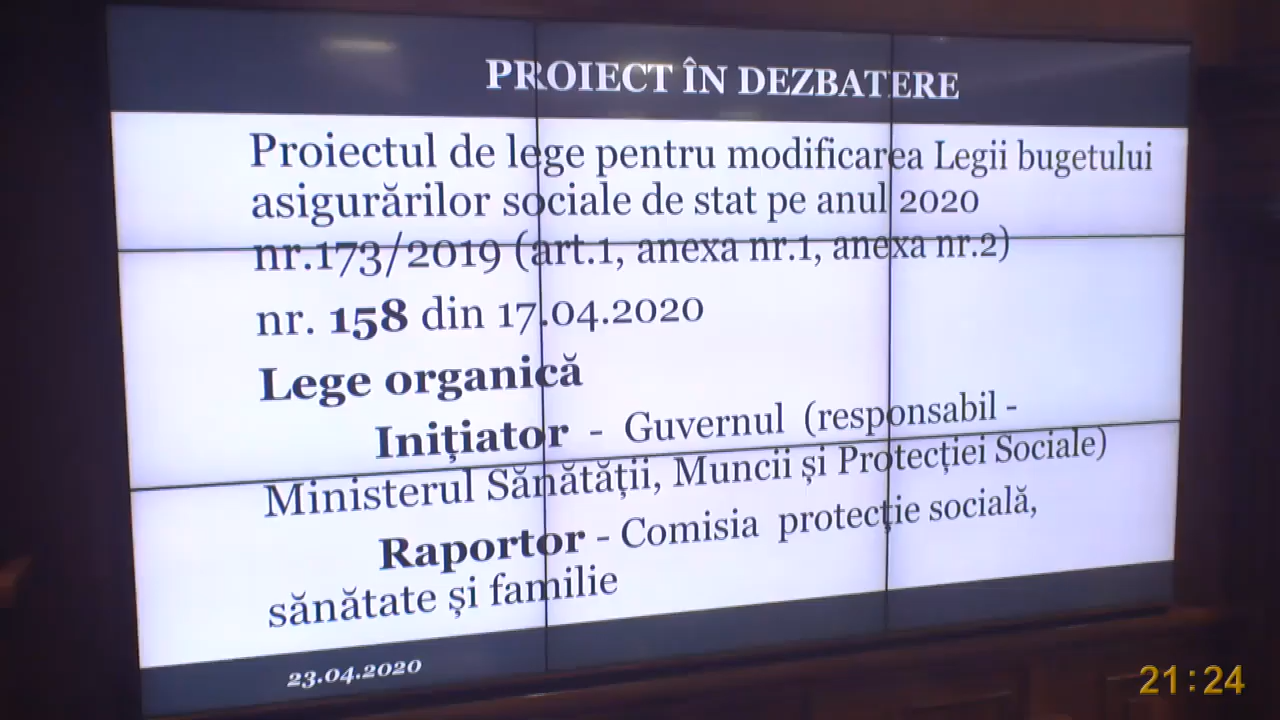 PROIECT ÎN DEZBATERE
Proiectul de lege pentru modificarea Legii bugetului
asigurărilor sociale de stat pe anul 2020
nr.173/2019 (art.1, anexa nr.1, anexa nr.2)
nr. 158 din 17.04.2020
Lege organică
Inițiator - Guvernul (responsabil -
Ministerul Sănătății, Muncii și Protecției Sociale)
Raportor - Comisia protecție socială,
sănătate și familie
23.04.2020
21:24